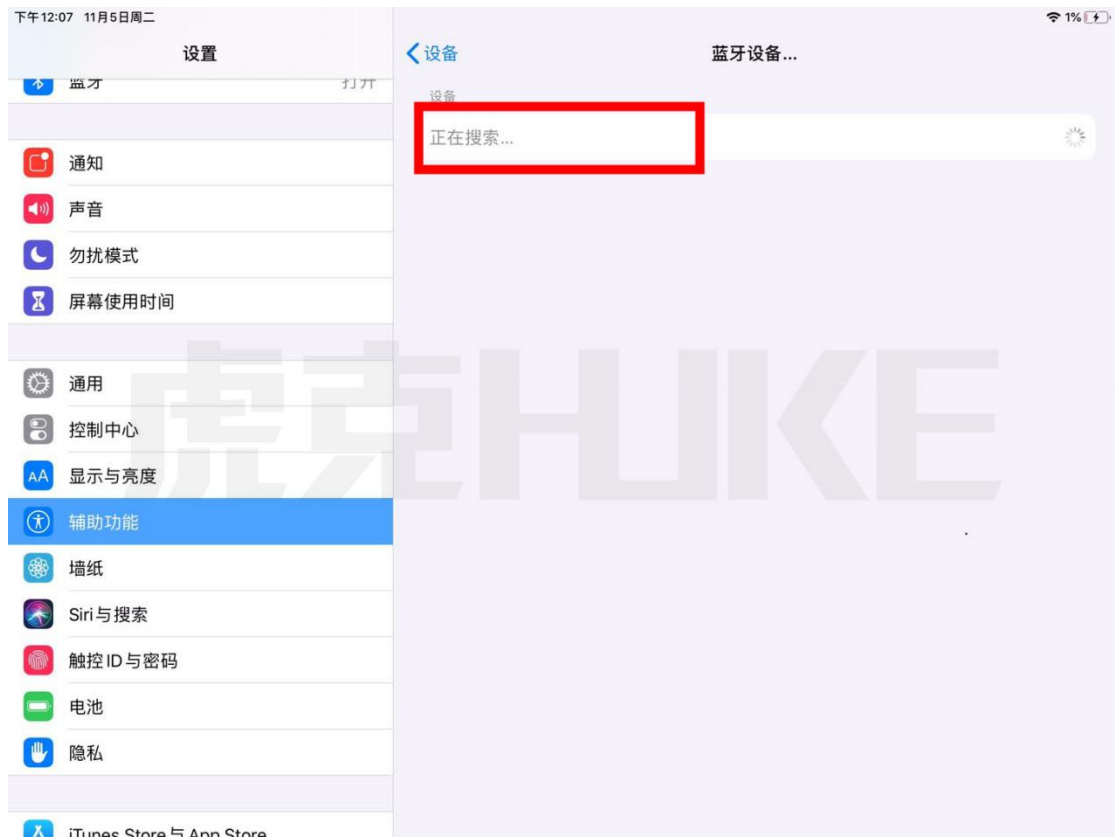 下午12:07 11月5日周二
1%
设置
设备
蓝牙设备...
蓝牙
打开
设备
正在搜索...
通知
声音
勿扰模式
屏幕使用时间
通用
控制中心
AA 显示与亮度
辅助功能
墙纸
Siri与搜索
触控ID与密码
电池
隐私
iTunes Store与App Store
虎克HUKE